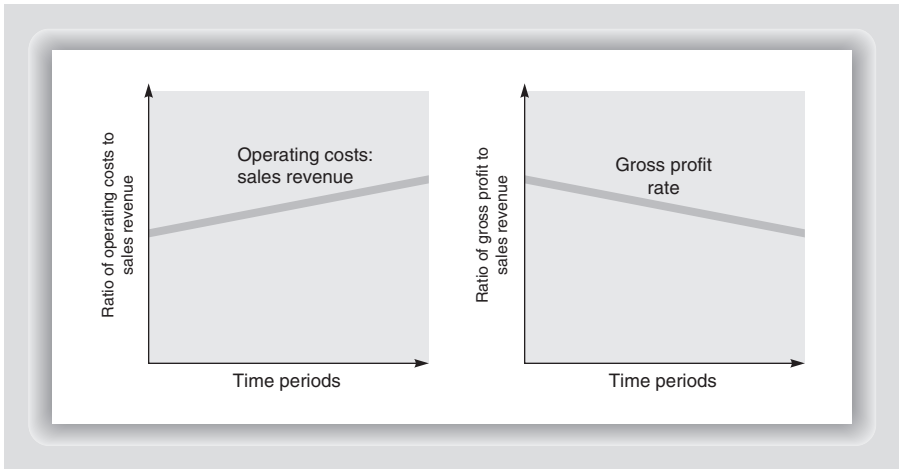 Ratio of operating costs to
sales revenue
Operating costs:
sales revenue
Time periods
Ratio of gross profit to
sales revenue
Gross profit
rate
Time periods